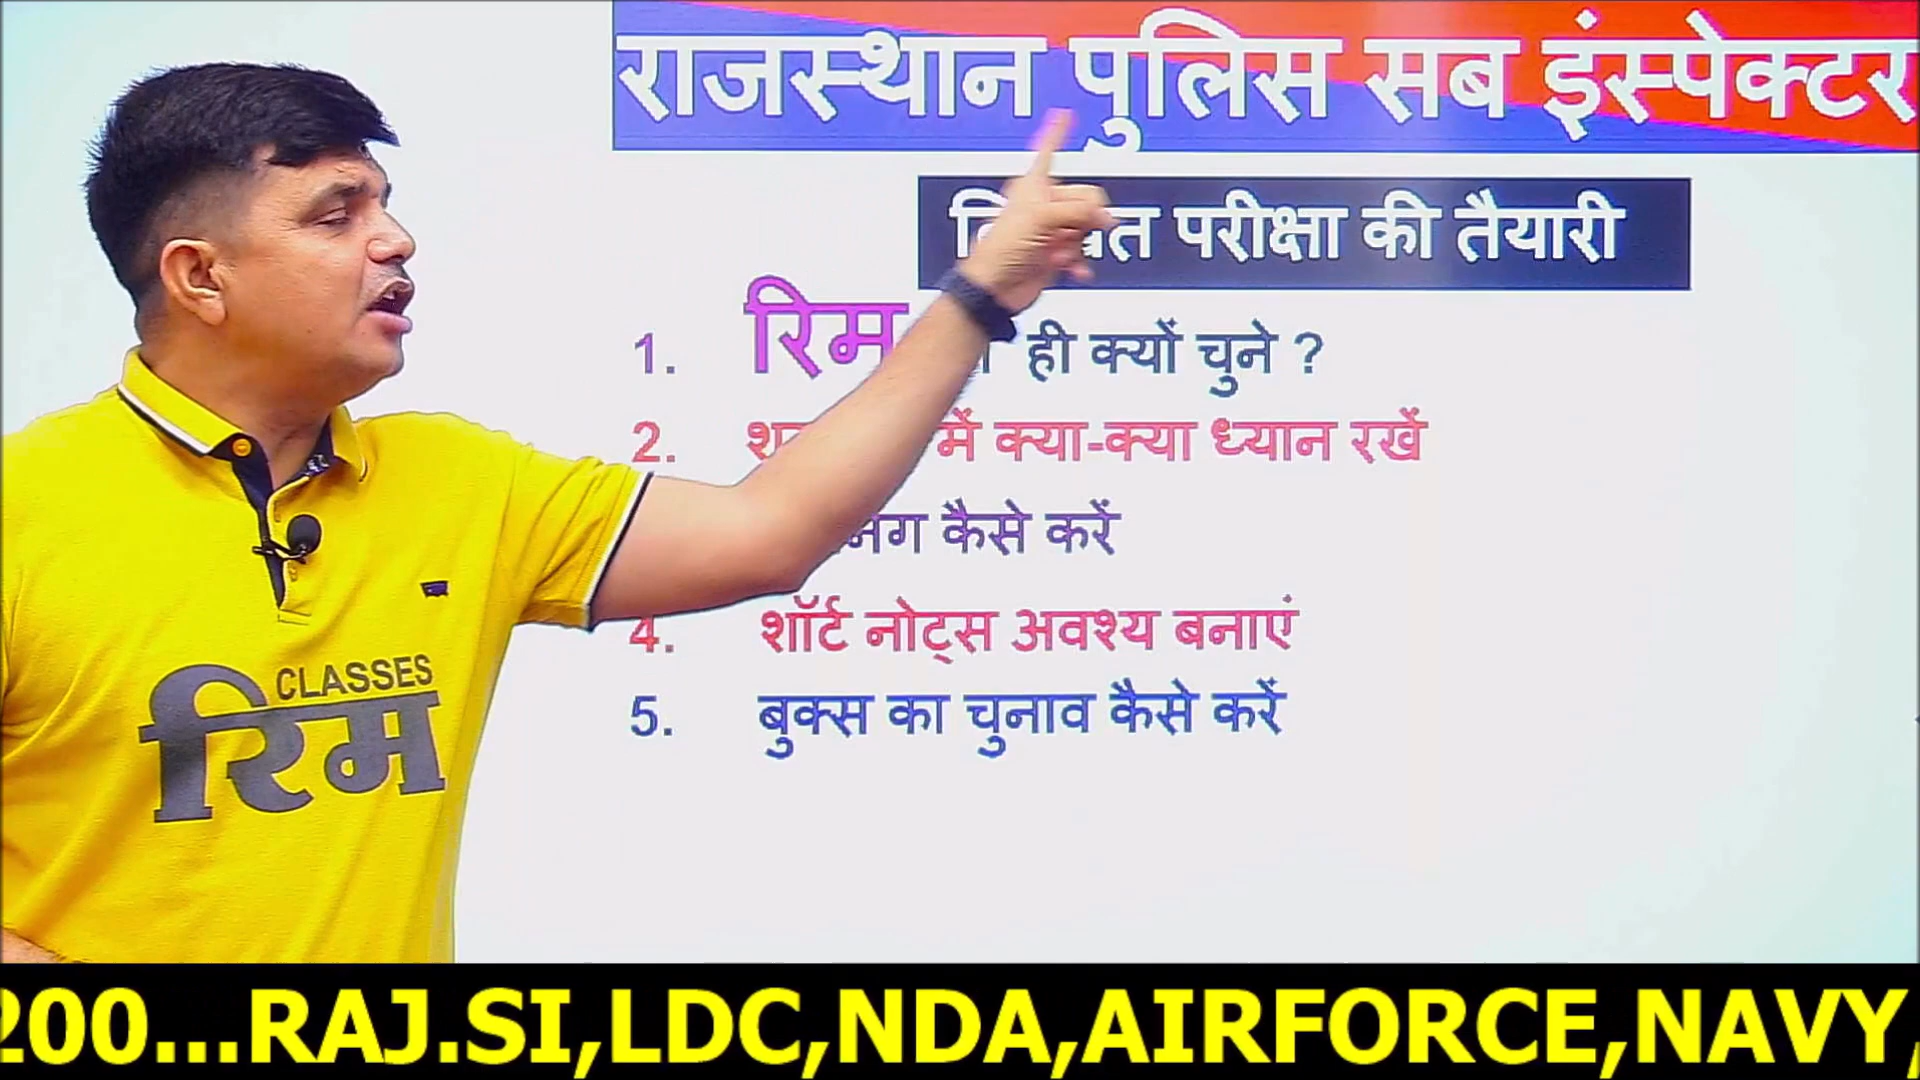 राजस्थान पुलिस सब इंस्पेक्टर
परीक्षा की तैयारी
1. रिम ही क्यों चुने ?
2. में क्या-क्या ध्यान रखें
कैसे करें
4. शॉर्ट नोट्स अवश्य बनाएं
5. बुक्स का चुनाव कैसे करें
CLASSES
रिम
200...RAJ.SI,LDC,NDA,AIRFORCE,NAVY,